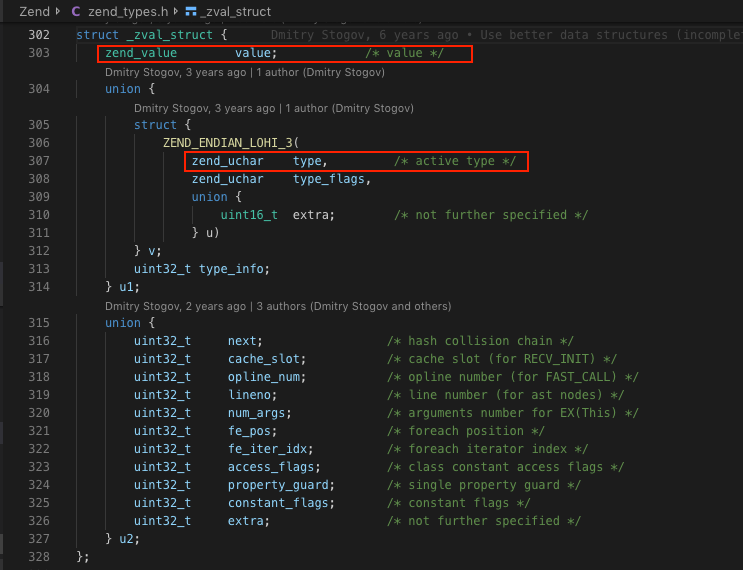 Zend > C zend_types.h > _zval_struct
302 struct _zval_struct { Dmitry Stogov, 6 years ago • Use better data structures (incomplet
303 zend_value value; /* value */
Dmitry Stogov, 3 years ago | 1 author (Dmitry Stogov)
304 union {
Dmitry Stogov, 3 years ago | 1 author (Dmitry Stogov)
305 struct {
306 ZEND_ENDIAN_LOHI_3(
307 zend_uchar type, /* active type */
308 zend_uchar type_flags,
309 union {
310 uint16_t extra; /* not further specified */
311 } u)
312 } v;
313 uint32_t type_info;
314 } u1;
Dmitry Stogov, 2 years ago | 3 authors (Dmitry Stogov and others)
315 union {
316 uint32_t next; /* hash collision chain */
317 uint32_t cache_slot; /* cache slot (for RECV_INIT) */
318 uint32_t opline_num; /* opline number (for FAST_CALL) */
319 uint32_t lineno; /* line number (for ast nodes) */
320 uint32_t num_args; /* arguments number for EX(This) */
321 uint32_t fe_pos; /* foreach position */
322 uint32_t fe_iter_idx; /* foreach iterator index */
323 uint32_t access_flags; /* class constant access flags */
324 uint32_t property_guard; /* single property guard */
325 uint32_t constant_flags; /* constant flags */
326 uint32_t extra; /* not further specified */
327 } u2;
328 };